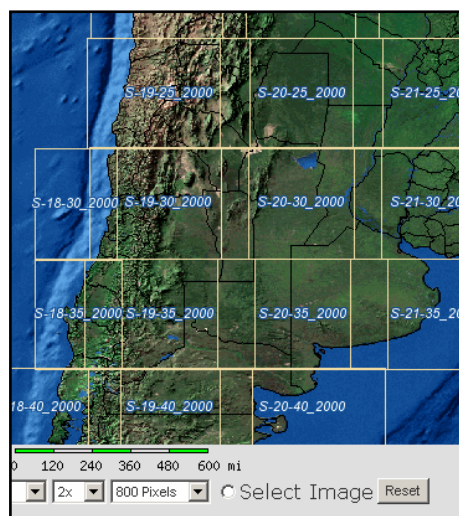 S-19-25_2000 S-20-25_2000 S-21-25_2000
S-18-30_2000 S-19-30_2000 S-20-30_2000 S-21-30_20
S-18-35_2000 S-19-35_2000 S-20-35_2000 S-21-35_20
18-40_2000 S-19-40_2000 S-20-40_2000
0 120 240 360 480 600 mi
2x 800 Pixels Select Image Reset